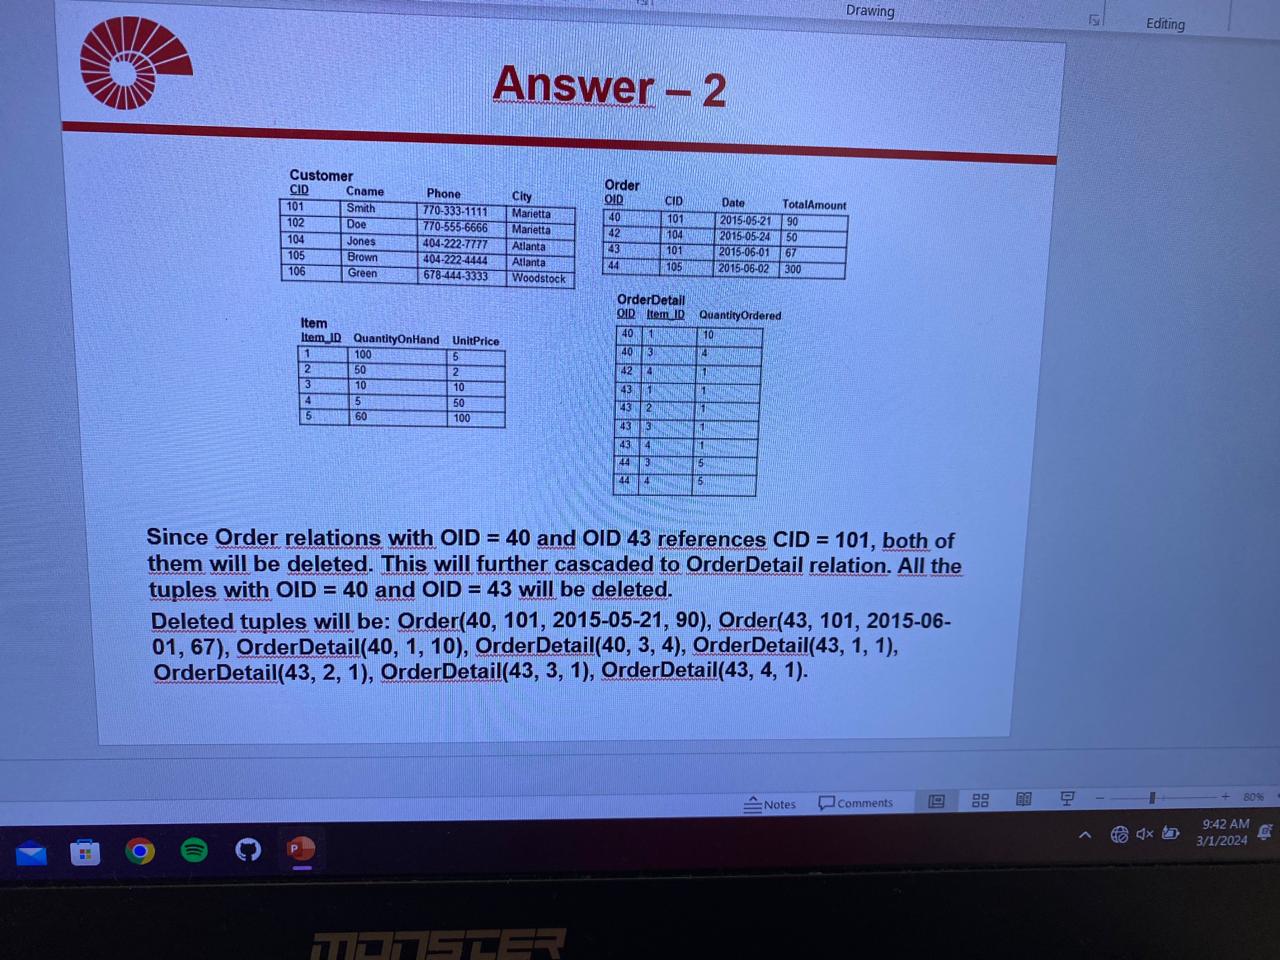 Drawing
Editing
Answer – 2
Customer
CID Cname Phone City
101 Smith 770-333-1111 Marietta
102 Doe 770-555-6666 Marietta
104 Jones 404-222-7777 Atlanta
105 Brown 404-222-4444 Atlanta
106 Green 678-444-3333 Woodstock
Order
OID CID Date TotalAmount
40 101 2015-05-21 90
42 104 2015-05-24 50
43 101 2015-06-01 67
44 105 2015-06-02 300
Item
Item_ID QuantityOnHand UnitPrice
1 100 5
2 50 2
3 10 10
4 5 50
5 60 100
OrderDetail
OID Item_ID QuantityOrdered
40 1 10
40 3 4
42 4 1
43 1 1
43 2 1
43 3 1
43 4 1
44 3 5
44 4 5
Since Order relations with OID = 40 and OID 43 references CID = 101, both of
them will be deleted. This will further cascaded to OrderDetail relation. All the
tuples with OID = 40 and OID = 43 will be deleted.
Deleted tuples will be: Order(40, 101, 2015-05-21, 90), Order(43, 101, 2015-06-
01, 67), OrderDetail(40, 1, 10), OrderDetail(40, 3, 4), OrderDetail(43, 1, 1),
OrderDetail(43, 2, 1), OrderDetail(43, 3, 1), OrderDetail(43, 4, 1).
Notes Comments 80%
9:42 AM
3/1/2024
MONSTER